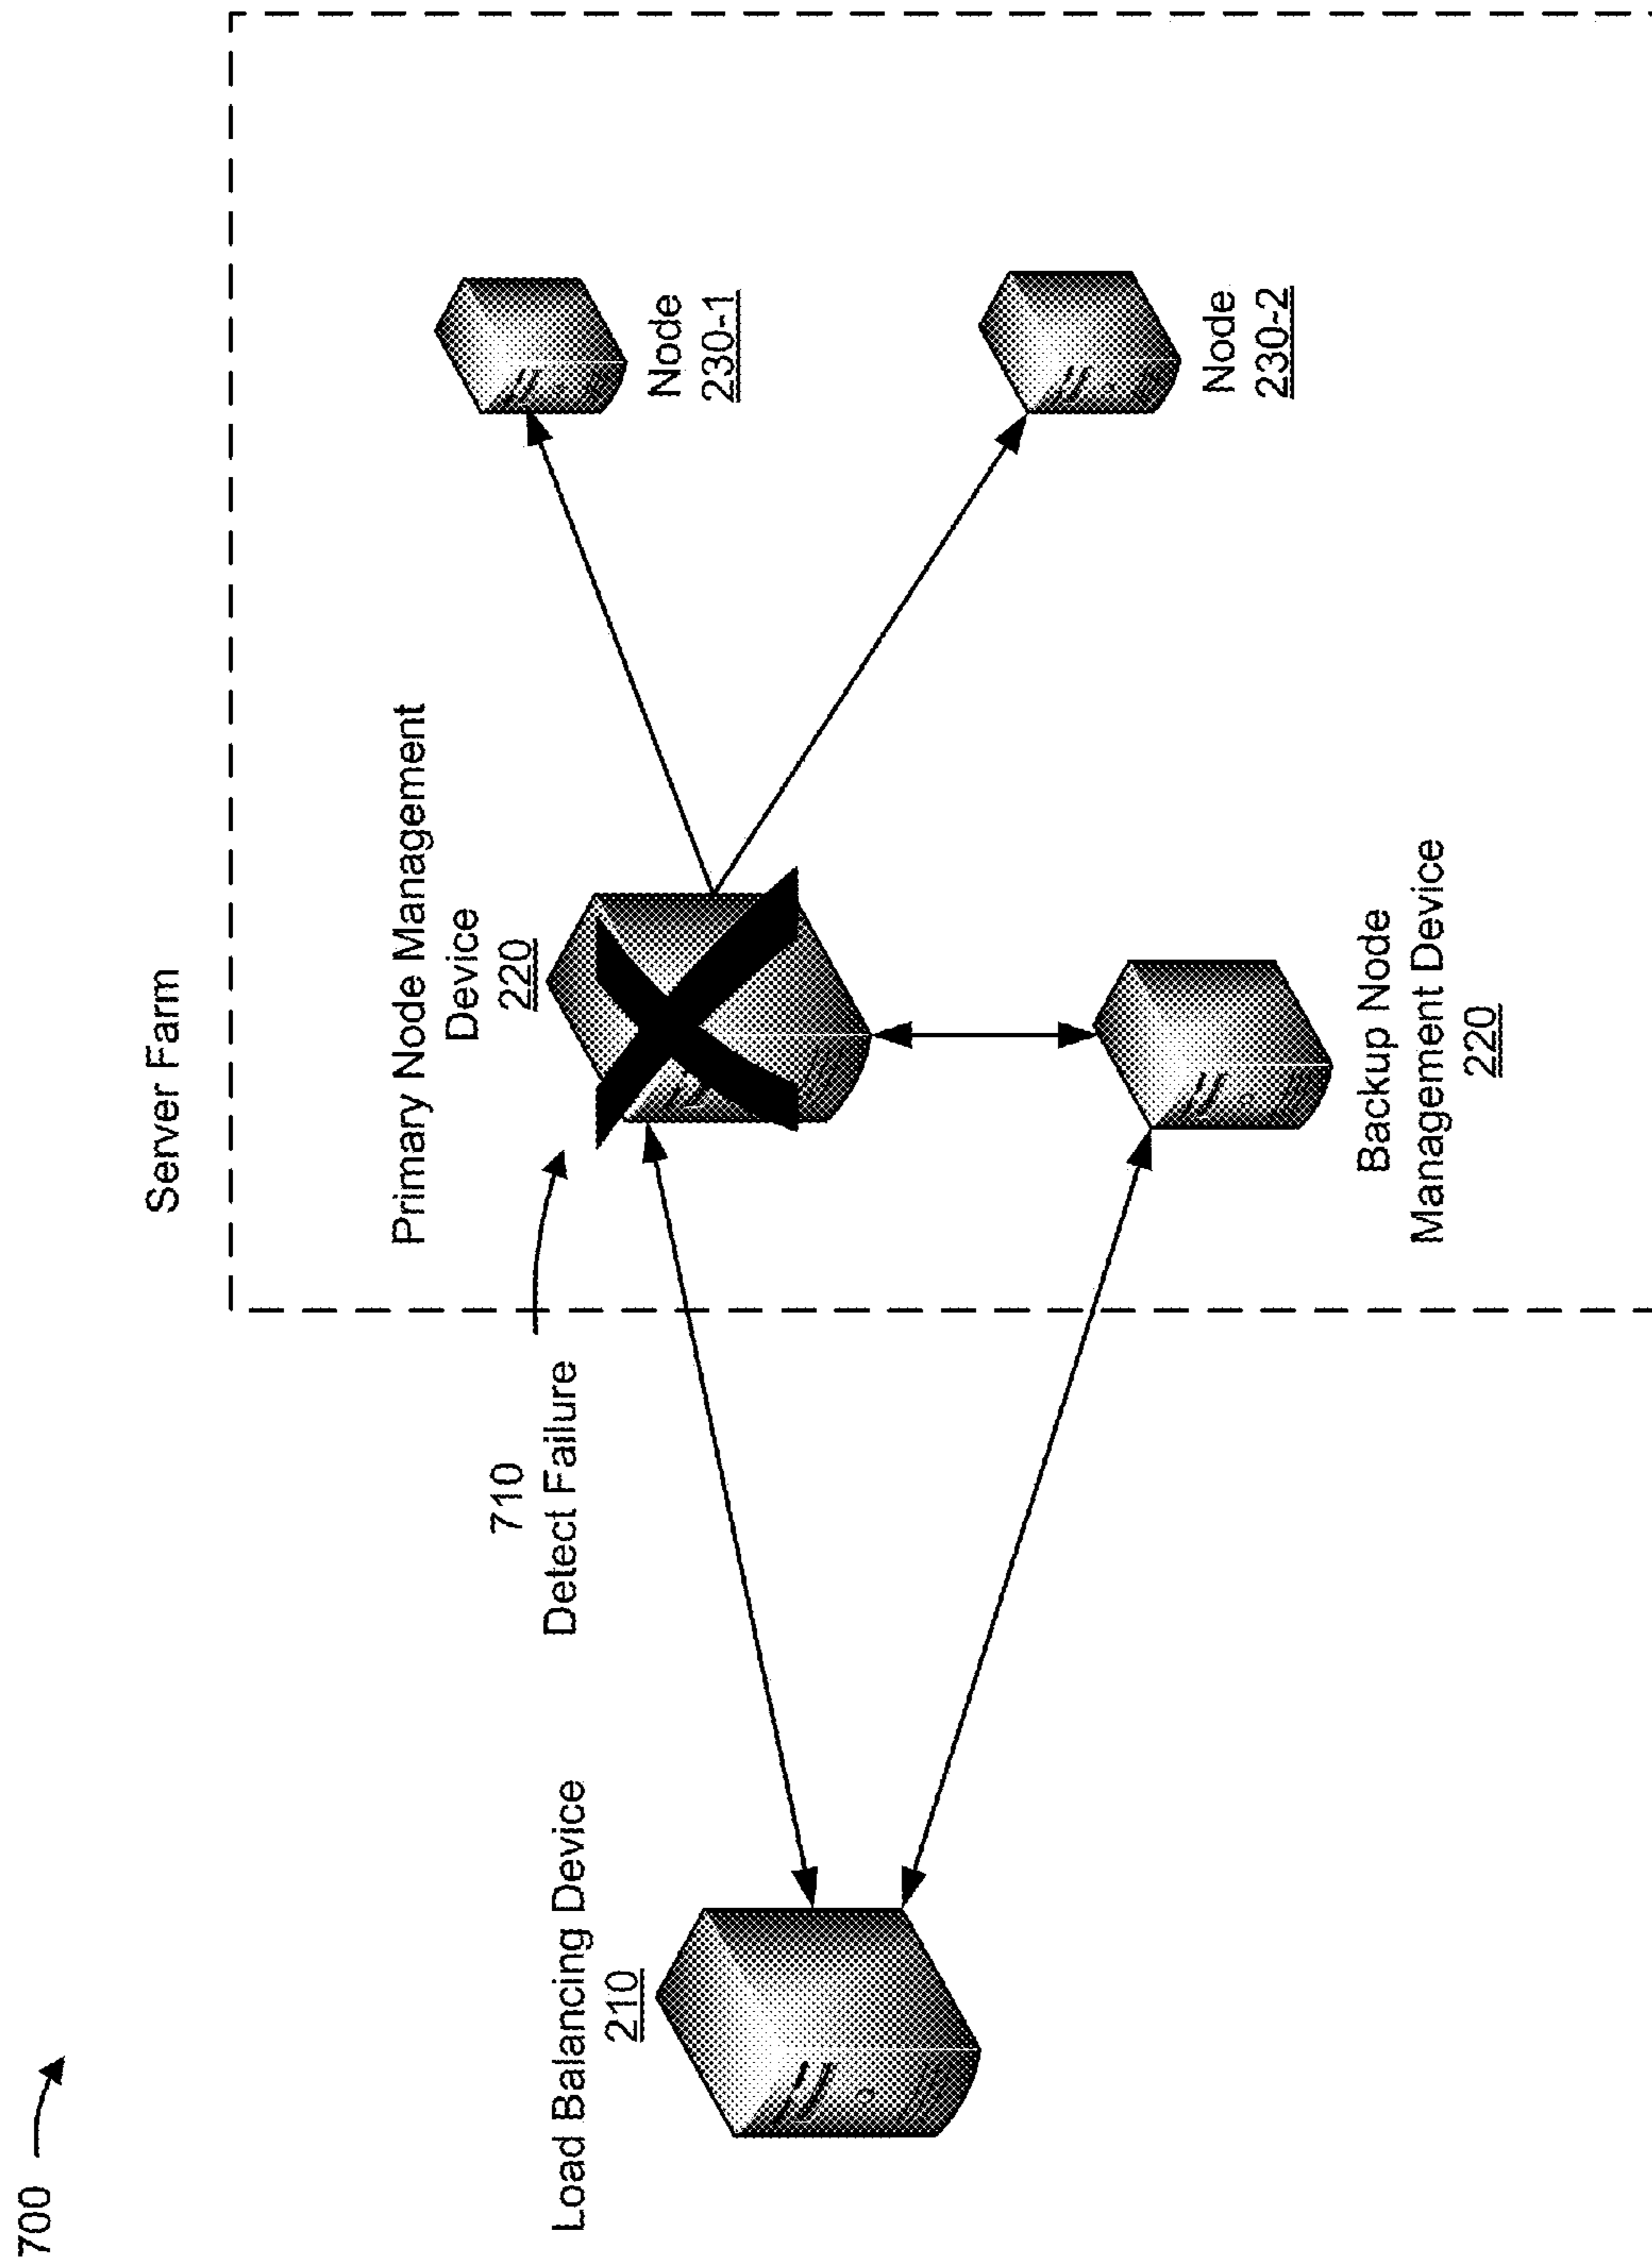 700
Server Farm
Primary Node Management
Device
220
710
Detect Failure
Load Balancing Device
210
Node
230-1
Node
230-2
Backup Node
Management Device
220